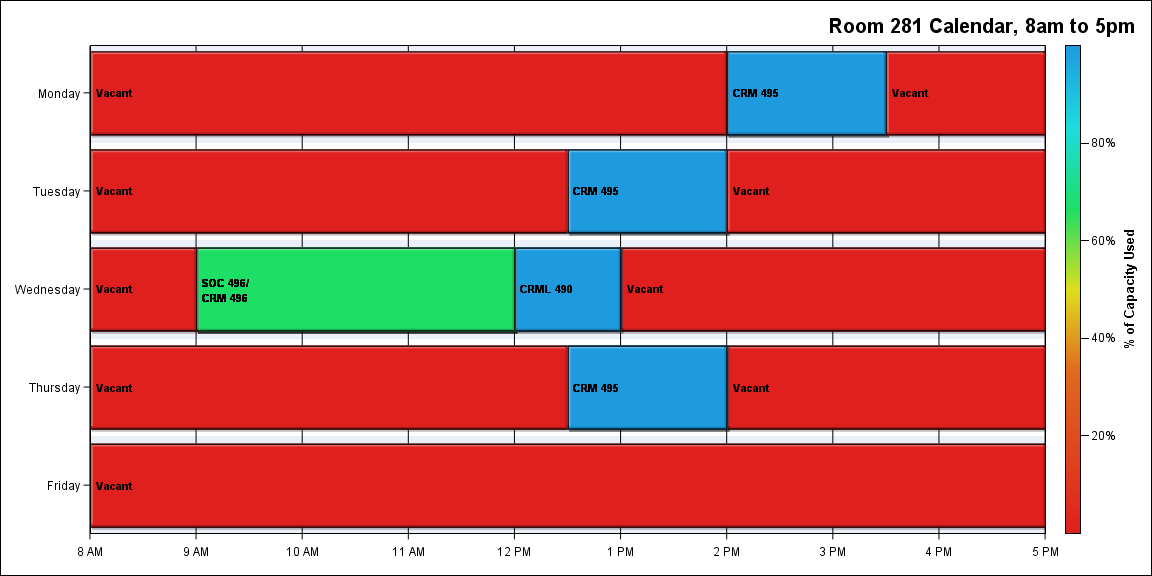 Room 281 Calendar, 8am to 5pm
Monday
Vacant
CRM 495
Vacant
Tuesday
Vacant
CRM 495
Vacant
Wednesday
Vacant
SOC 496/
CRM 496
CRML 490
Vacant
Thursday
Vacant
CRM 495
Vacant
Friday
Vacant
8 AM
9 AM
10 AM
11 AM
12 PM
1 PM
2 PM
3 PM
4 PM
5 PM
80%
60%
40%
20%
% of Capacity Used